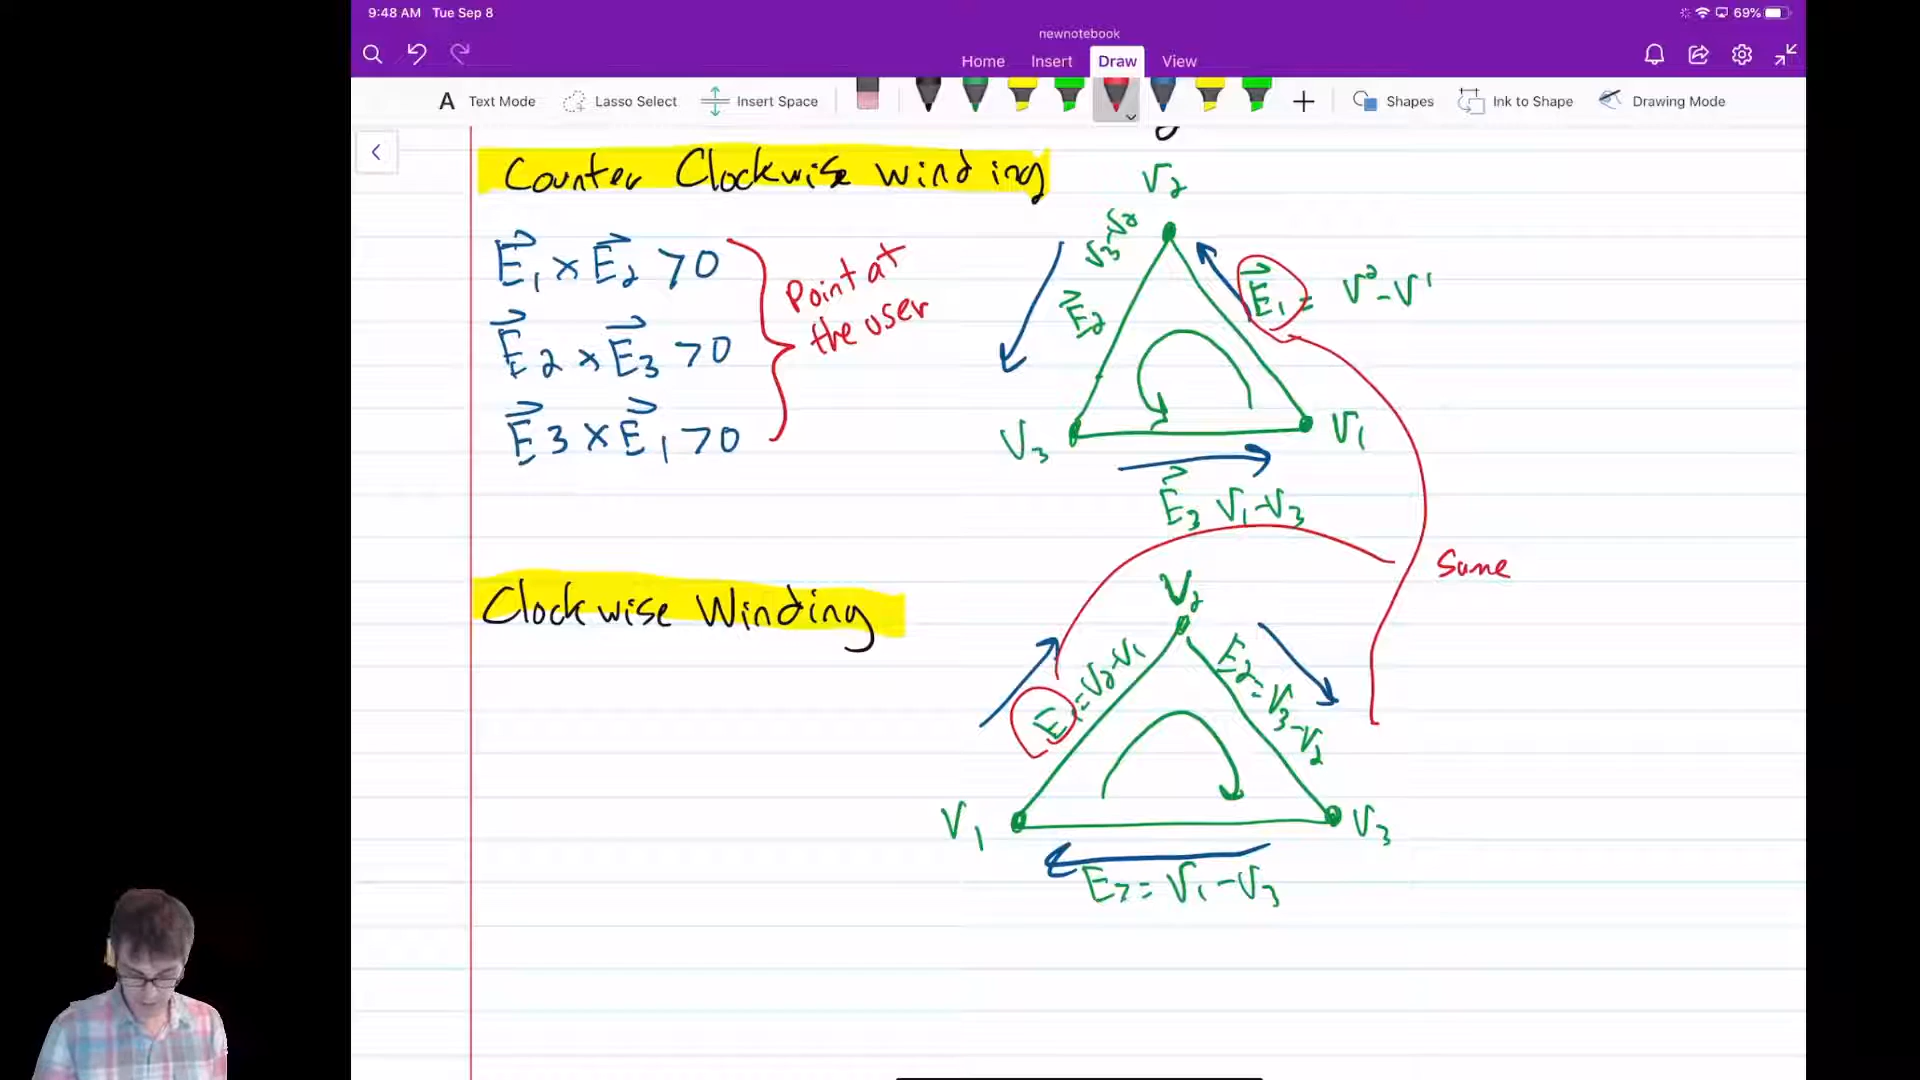 9:48 AM Tue Sep 8
69%
newnotebook
Home Insert Draw View
Text Mode Lasso Select Insert Space Shapes Ink to Shape Drawing Mode
Counter Clockwise winding
E1 x E2 > 0
E2 x E3 > 0
E3 x E1 > 0
Point at
the user
V2
V3-V2
E2
E1 = V2-V1
V3
V1
E3 V1-V3
Same
Clockwise Winding
V2
E1=V2-V1
E2=V3-V2
V1
V3
E3=V1-V3